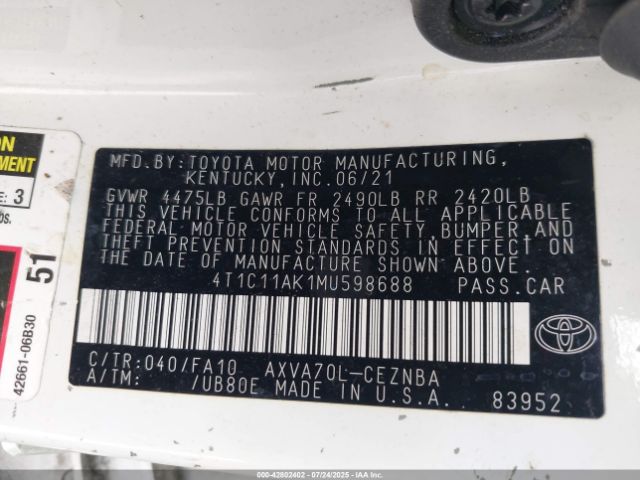 MFD.BY:TOYOTA MOTOR MANUFACTURING,
KENTUCKY, INC.06/21
GVWR 4475LB GAWR FR 2490LB RR 2420LB
THIS VEHICLE CONFORMS TO ALL APPLICABLE
FEDERAL MOTOR VEHICLE SAFETY, BUMPER, AND
THEFT PREVENTION STANDARDS IN EFFECT ON
THE DATE OF MANUFACTURE SHOWN ABOVE.
4T1C11AK1MU598688 PASS.CAR
C/TR:040/FA10 AXVA70L-CEZNBA
A/TM: /UB80E MADE IN U.S.A. 83952
3
51
42661-06B30
000-42802402 - 07/24/2025 - Copyright IAA, LLC.